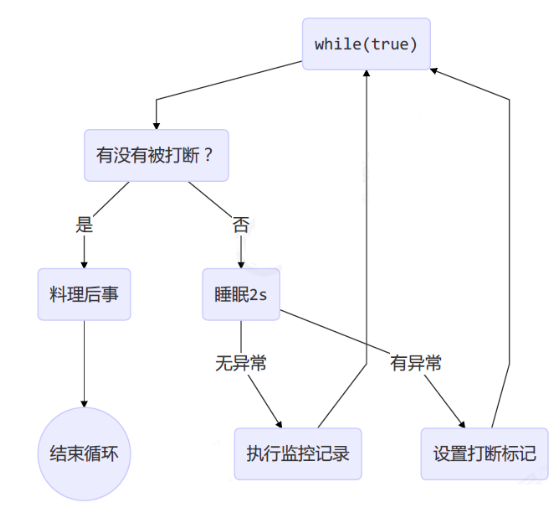 while(true)
有没有被打断？
是
否
料理后事
睡眠2s
无异常
有异常
结束循环
执行监控记录
设置打断标记